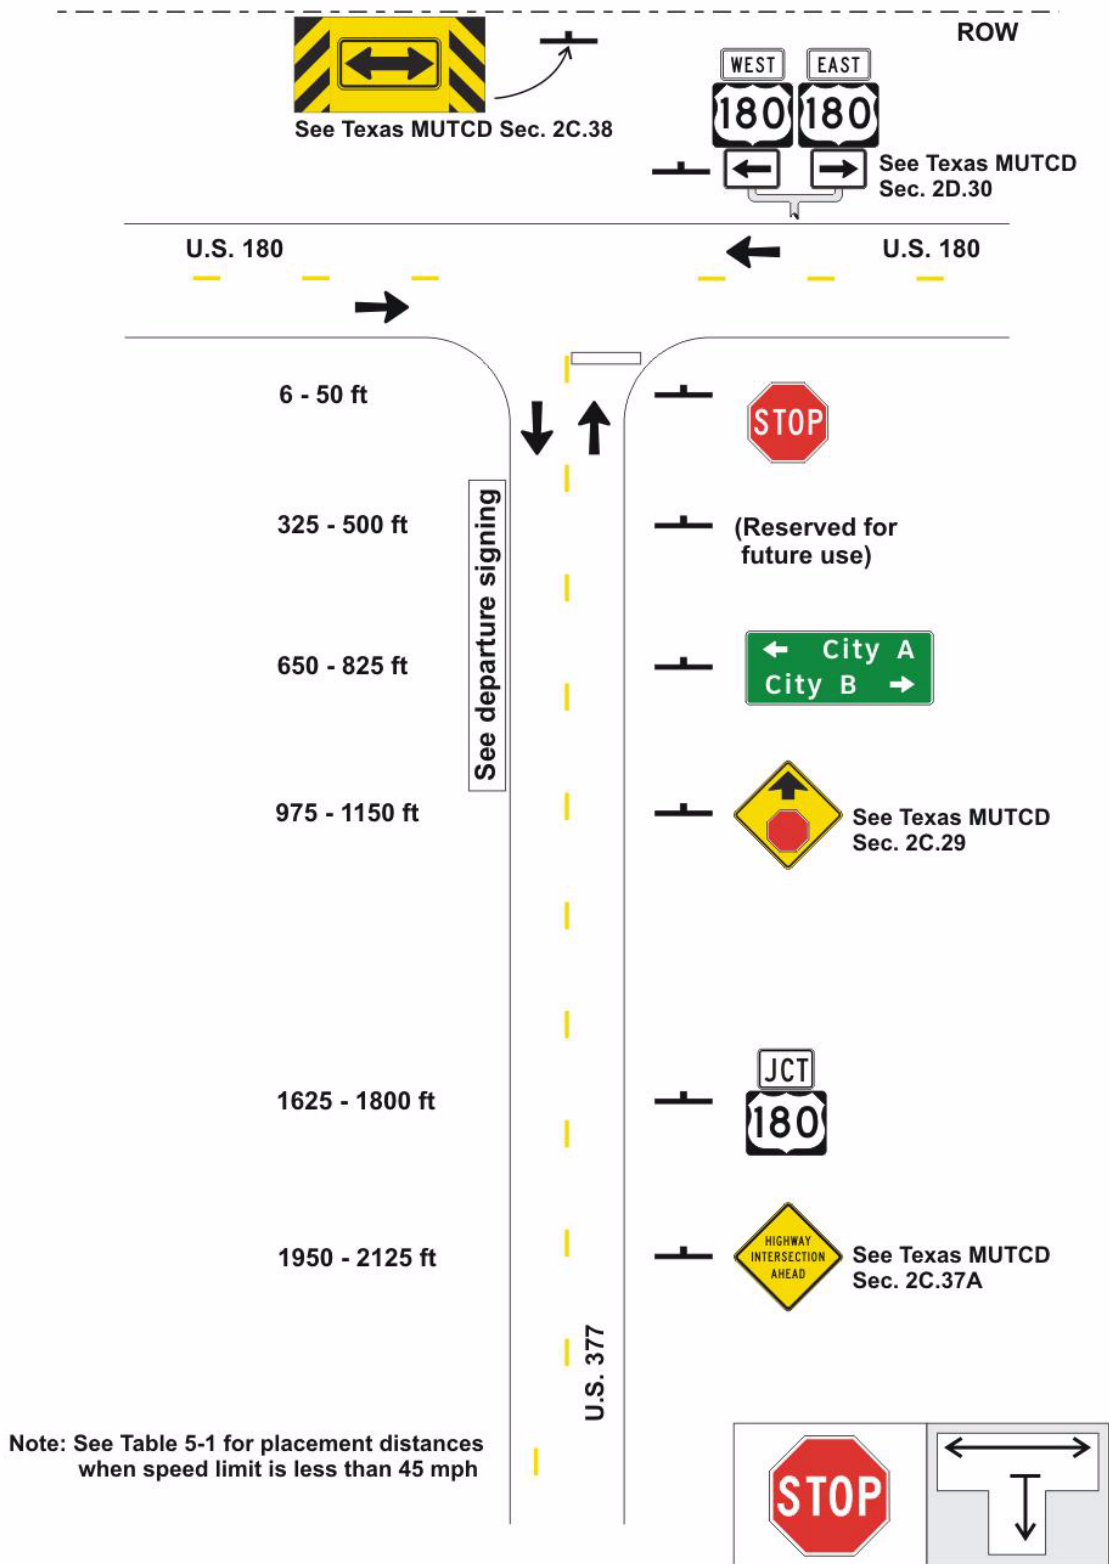 ROW
See Texas MUTCD Sec. 2C.38
WEST EAST
180 180
See Texas MUTCD
Sec. 2D.30
U.S. 180
U.S. 180
6 - 50 ft
STOP
325 - 500 ft
(Reserved for
future use)
See departure signing
650 - 825 ft
City A
City B
975 - 1150 ft
See Texas MUTCD
Sec. 2C.29
1625 - 1800 ft
JCT
180
1950 - 2125 ft
HIGHWAY
INTERSECTION
AHEAD
See Texas MUTCD
Sec. 2C.37A
U.S. 377
Note: See Table 5-1 for placement distances
when speed limit is less than 45 mph
STOP